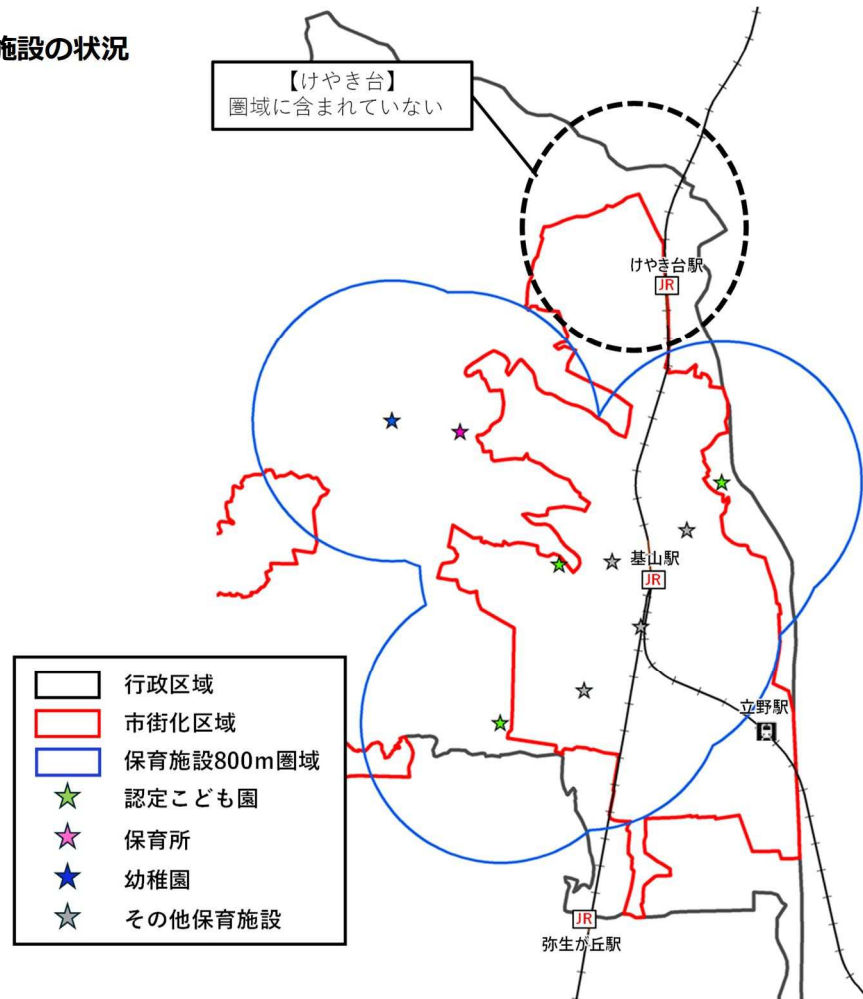 施設の状況
【けやき台】
圏域に含まれていない
けやき台駅
JR
基山駅
JR
立野駅
行政区域
市街化区域
保育施設800m圏域
認定こども園
保育所
幼稚園
その他保育施設
JR
弥生が丘駅